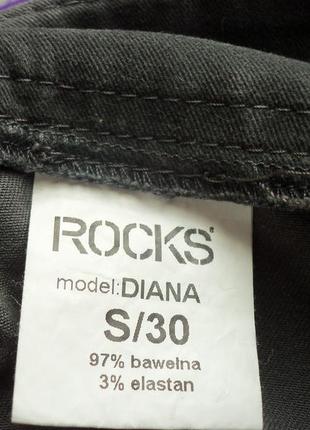 ROCKS
model:DIANA
S/30
97% bawełna
3% elastan